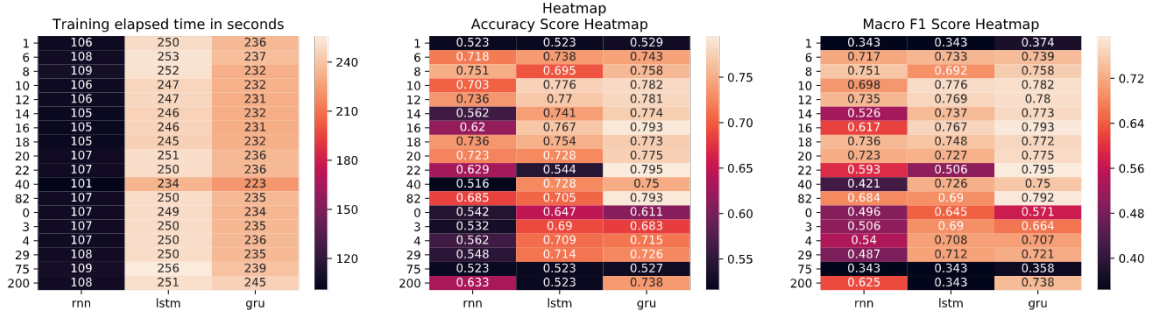 Heatmap
Training elapsed time in seconds
1 106 250 236
6 108 253 237
8 109 252 232
10 106 247 232
12 106 247 231
14 105 246 232
16 105 246 231
18 105 245 232
20 107 251 236
22 107 250 236
40 101 234 223
82 107 250 235
0 107 249 234
3 107 250 235
4 107 250 236
29 108 250 235
75 109 256 239
200 108 251 245
rnn lstm gru
240
210
180
150
120
Accuracy Score Heatmap
1 0.523 0.523 0.529
6 0.718 0.738 0.743
8 0.751 0.695 0.758
10 0.703 0.776 0.782
12 0.736 0.77 0.781
14 0.562 0.741 0.774
16 0.62 0.767 0.793
18 0.736 0.754 0.773
20 0.723 0.728 0.775
22 0.629 0.544 0.795
40 0.516 0.728 0.75
82 0.685 0.705 0.793
0 0.542 0.647 0.611
3 0.532 0.69 0.683
4 0.562 0.709 0.715
29 0.548 0.714 0.726
75 0.523 0.523 0.527
200 0.633 0.523 0.738
rnn lstm gru
0.75
0.70
0.65
0.60
0.55
Macro F1 Score Heatmap
1 0.343 0.343 0.374
6 0.717 0.733 0.739
8 0.751 0.692 0.758
10 0.698 0.776 0.782
12 0.735 0.769 0.78
14 0.526 0.737 0.773
16 0.617 0.767 0.793
18 0.736 0.748 0.772
20 0.723 0.727 0.775
22 0.593 0.506 0.795
40 0.421 0.726 0.75
82 0.684 0.69 0.792
0 0.496 0.645 0.571
3 0.506 0.69 0.664
4 0.54 0.708 0.707
29 0.487 0.712 0.721
75 0.343 0.343 0.358
200 0.625 0.343 0.738
rnn lstm gru
0.72
0.64
0.56
0.48
0.40